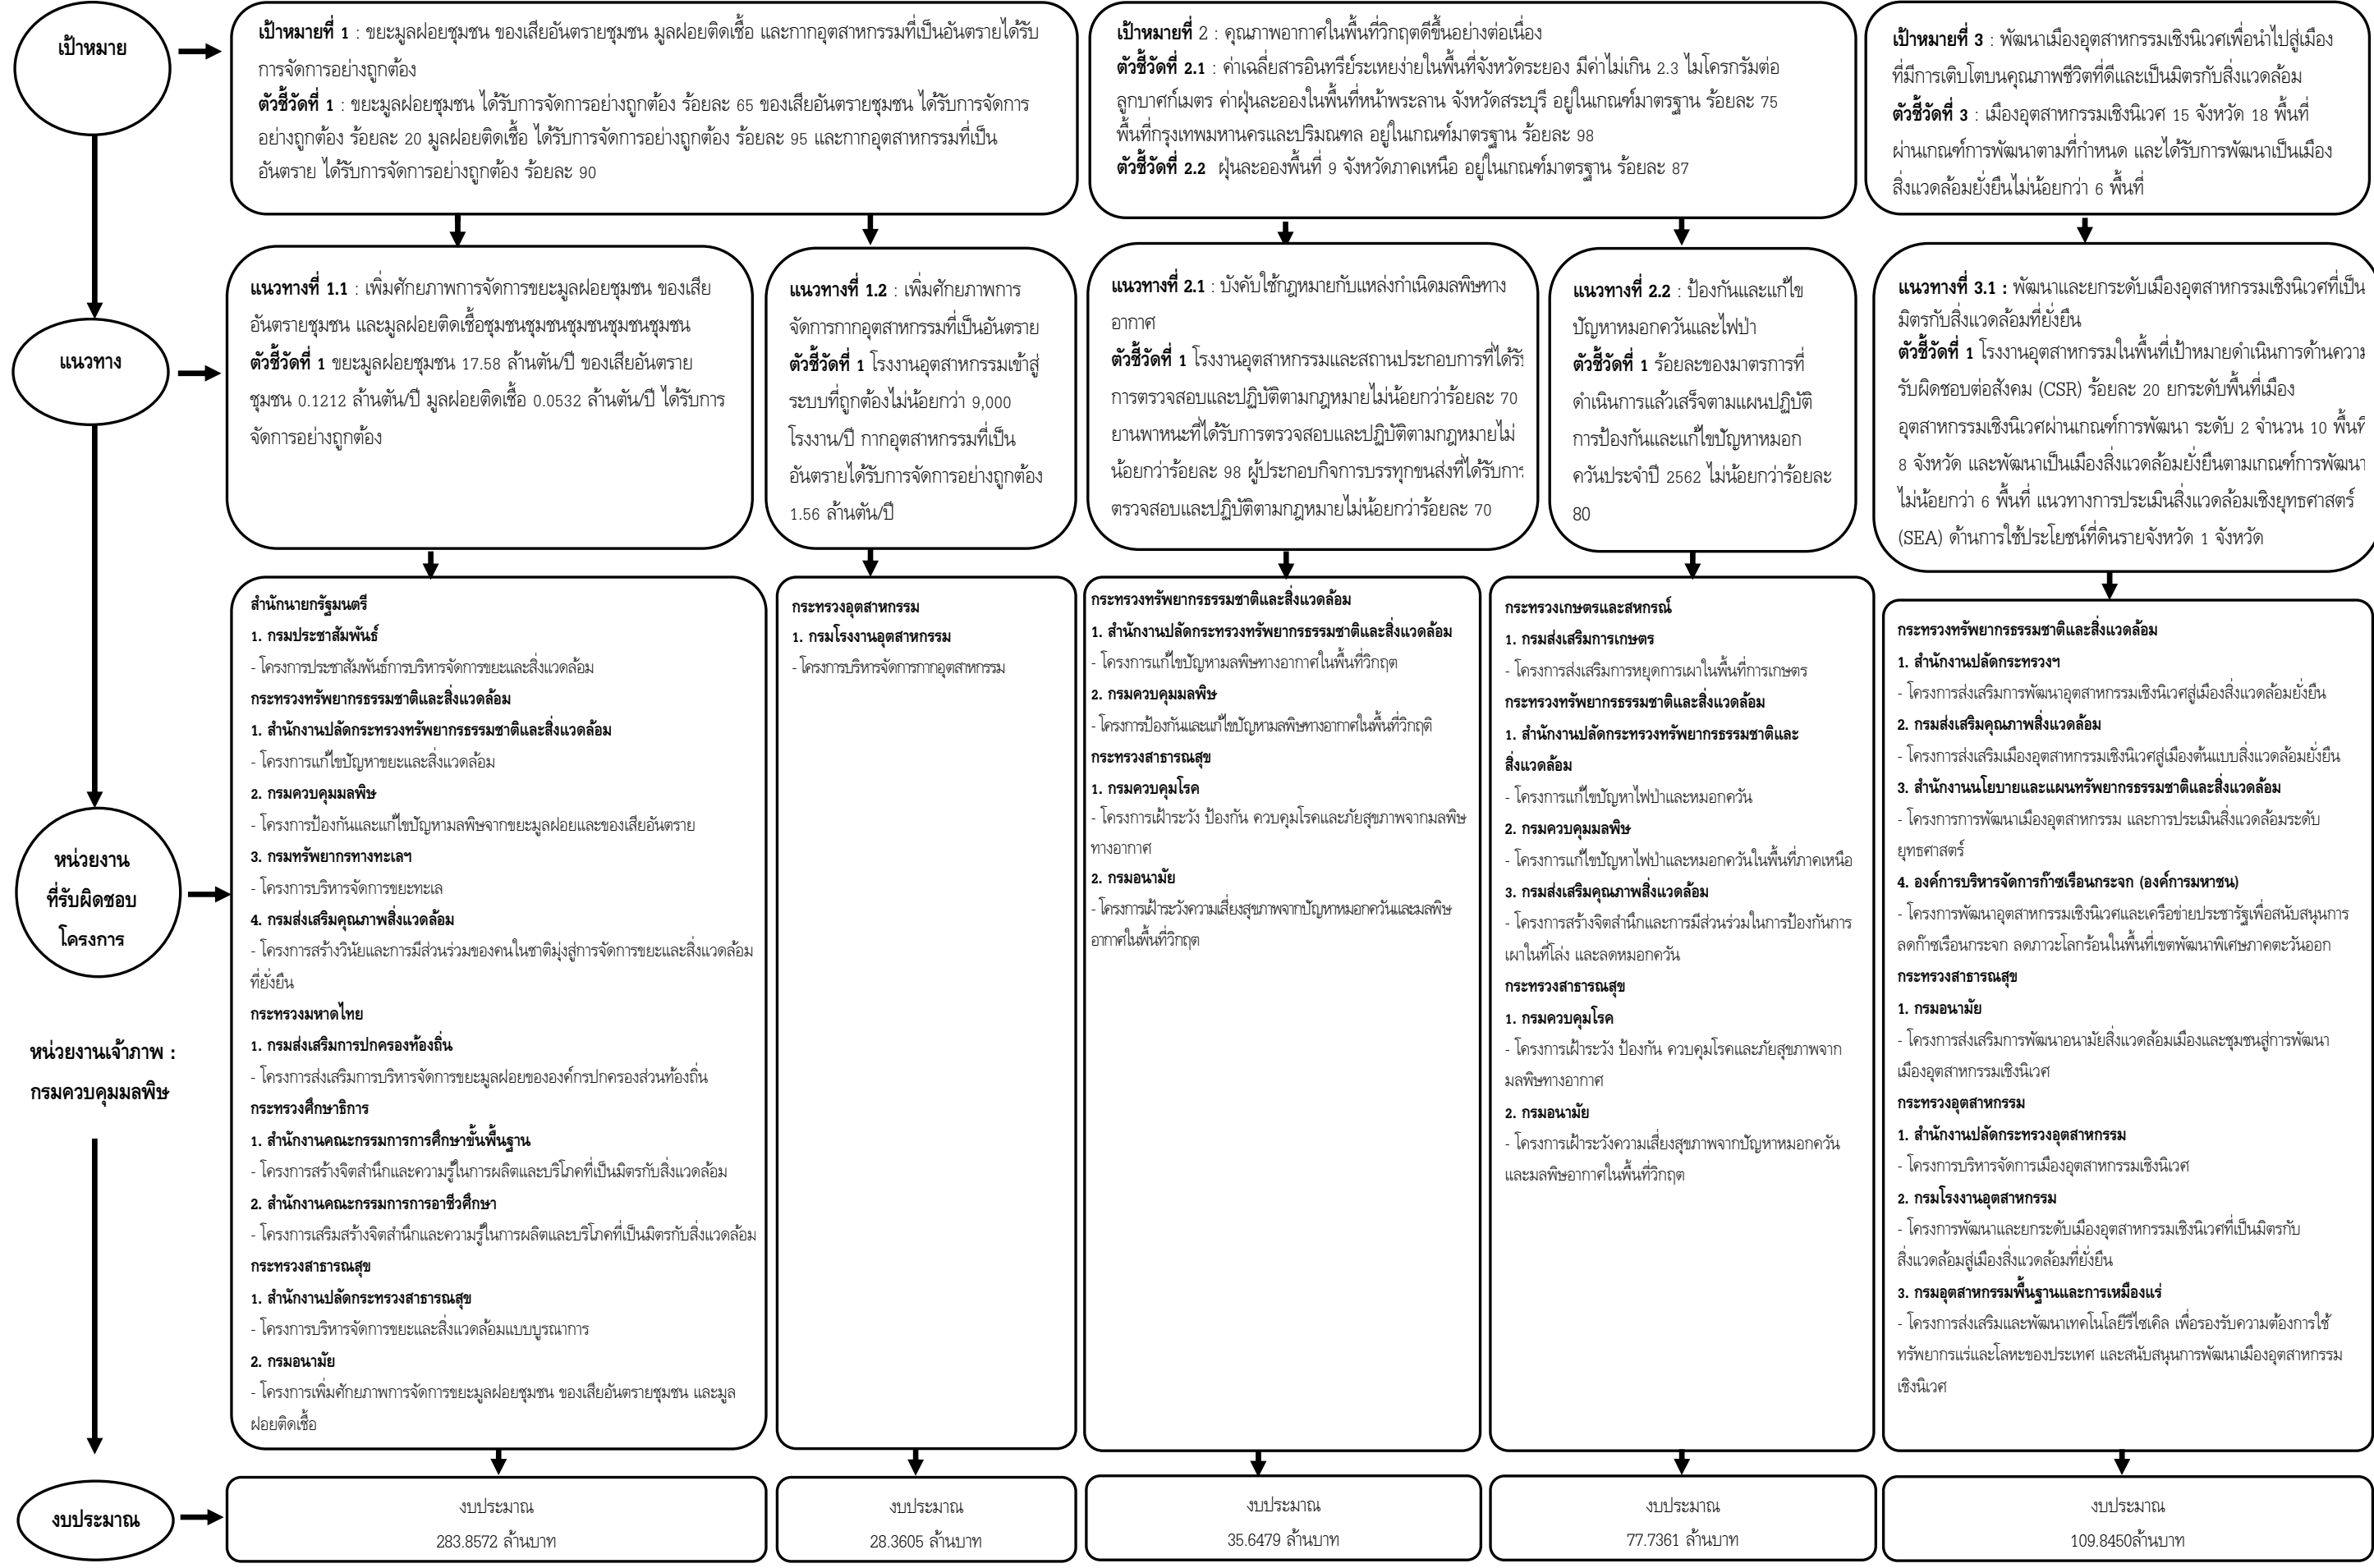 เป้าหมาย
เป้าหมายที่ 1 : ขยะมูลฝอยชุมชน ของเสียอันตรายชุมชน มูลฝอยติดเชื้อ และกากอุตสาหกรรมที่เป็นอันตรายได้รับ
การจัดการอย่างถูกต้อง
ตัวชี้วัดที่ 1 : ขยะมูลฝอยชุมชน ได้รับการจัดการอย่างถูกต้อง ร้อยละ 65 ของเสียอันตรายชุมชน ได้รับการจัดการ
อย่างถูกต้อง ร้อยละ 20 มูลฝอยติดเชื้อ ได้รับการจัดการอย่างถูกต้อง ร้อยละ 95 และกากอุตสาหกรรมที่เป็น
อันตราย ได้รับการจัดการอย่างถูกต้อง ร้อยละ 90
เป้าหมายที่ 2 : คุณภาพอากาศในพื้นที่วิกฤตดีขึ้นอย่างต่อเนื่อง
ตัวชี้วัดที่ 2.1 : ค่าเฉลี่ยสารอินทรีย์ระเหยง่ายในพื้นที่จังหวัดระยอง มีค่าไม่เกิน 2.3 ไมโครกรัมต่อ
ลูกบาศก์เมตร ค่าฝุ่นละอองในพื้นที่หน้าพระลาน จังหวัดสระบุรี อยู่ในเกณฑ์มาตรฐาน ร้อยละ 75
พื้นที่กรุงเทพมหานครและปริมณฑล อยู่ในเกณฑ์มาตรฐาน ร้อยละ 98
ตัวชี้วัดที่ 2.2 ฝุ่นละอองพื้นที่ 9 จังหวัดภาคเหนือ อยู่ในเกณฑ์มาตรฐาน ร้อยละ 87
เป้าหมายที่ 3 : พัฒนาเมืองอุตสาหกรรมเชิงนิเวศเพื่อนำไปสู่เมือง
ที่มีการเติบโตบนคุณภาพชีวิตที่ดีและเป็นมิตรกับสิ่งแวดล้อม
ตัวชี้วัดที่ 3 : เมืองอุตสาหกรรมเชิงนิเวศ 15 จังหวัด 18 พื้นที่
ผ่านเกณฑ์การพัฒนาตามที่กำหนด และได้รับการพัฒนาเป็นเมือง
สิ่งแวดล้อมยั่งยืนไม่น้อยกว่า 6 พื้นที่
แนวทาง
แนวทางที่ 1.1 : เพิ่มศักยภาพการจัดการขยะมูลฝอยชุมชน ของเสีย
อันตรายชุมชน และมูลฝอยติดเชื้อชุมชนชุมชนชุมชนชุมชนชุมชน
ตัวชี้วัดที่ 1 ขยะมูลฝอยชุมชน 17.58 ล้านตัน/ปี ของเสียอันตราย
ชุมชน 0.1212 ล้านตัน/ปี มูลฝอยติดเชื้อ 0.0532 ล้านตัน/ปี ได้รับการ
จัดการอย่างถูกต้อง
แนวทางที่ 1.2 : เพิ่มศักยภาพการ
จัดการกากอุตสาหกรรมที่เป็นอันตราย
ตัวชี้วัดที่ 1 โรงงานอุตสาหกรรมเข้าสู่
ระบบที่ถูกต้องไม่น้อยกว่า 9,000
โรงงาน/ปี กากอุตสาหกรรมที่เป็น
อันตรายได้รับการจัดการอย่างถูกต้อง
1.56 ล้านตัน/ปี
แนวทางที่ 2.1 : บังคับใช้กฎหมายกับแหล่งกำเนิดมลพิษทาง
อากาศ
ตัวชี้วัดที่ 1 โรงงานอุตสาหกรรมและสถานประกอบการที่ได้รับ
การตรวจสอบและปฏิบัติตามกฎหมายไม่น้อยกว่าร้อยละ 70
ยานพาหนะที่ได้รับการตรวจสอบและปฏิบัติตามกฎหมายไม่
น้อยกว่าร้อยละ 98 ผู้ประกอบกิจการบรรทุกขนส่งที่ได้รับการ
ตรวจสอบและปฏิบัติตามกฎหมายไม่น้อยกว่าร้อยละ 70
แนวทางที่ 2.2 : ป้องกันและแก้ไข
ปัญหาหมอกควันและไฟป่า
ตัวชี้วัดที่ 1 ร้อยละของมาตรการที่
ดำเนินการแล้วเสร็จตามแผนปฏิบัติ
การป้องกันและแก้ไขปัญหาหมอก
ควันประจำปี 2562 ไม่น้อยกว่าร้อยละ
80
แนวทางที่ 3.1 : พัฒนาและยกระดับเมืองอุตสาหกรรมเชิงนิเวศที่เป็น
มิตรกับสิ่งแวดล้อมที่ยั่งยืน
ตัวชี้วัดที่ 1 โรงงานอุตสาหกรรมในพื้นที่เป้าหมายดำเนินการด้านความ
รับผิดชอบต่อสังคม (CSR) ร้อยละ 20 ยกระดับพื้นที่เมือง
อุตสาหกรรมเชิงนิเวศผ่านเกณฑ์การพัฒนา ระดับ 2 จำนวน 10 พื้นที่
8 จังหวัด และพัฒนาเป็นเมืองสิ่งแวดล้อมยั่งยืนตามเกณฑ์การพัฒนา
ไม่น้อยกว่า 6 พื้นที่ แนวทางการประเมินสิ่งแวดล้อมเชิงยุทธศาสตร์
(SEA) ด้านการใช้ประโยชน์ที่ดินรายจังหวัด 1 จังหวัด
หน่วยงาน
ที่รับผิดชอบ
โครงการ
หน่วยงานเจ้าภาพ :
กรมควบคุมมลพิษ
สำนักนายกรัฐมนตรี
1. กรมประชาสัมพันธ์
- โครงการประชาสัมพันธ์การบริหารจัดการขยะและสิ่งแวดล้อม
กระทรวงทรัพยากรธรรมชาติและสิ่งแวดล้อม
1. สำนักงานปลัดกระทรวงทรัพยากรธรรมชาติและสิ่งแวดล้อม
- โครงการแก้ไขปัญหาขยะและสิ่งแวดล้อม
2. กรมควบคุมมลพิษ
- โครงการป้องกันและแก้ไขปัญหามลพิษจากขยะมูลฝอยและของเสียอันตราย
3. กรมทรัพยากรทางทะเลฯ
- โครงการบริหารจัดการขยะทะเล
4. กรมส่งเสริมคุณภาพสิ่งแวดล้อม
- โครงการสร้างวินัยและการมีส่วนร่วมของคนในชาติมุ่งสู่การจัดการขยะและสิ่งแวดล้อม
ที่ยั่งยืน
กระทรวงมหาดไทย
1. กรมส่งเสริมการปกครองท้องถิ่น
- โครงการส่งเสริมการบริหารจัดการขยะมูลฝอยขององค์กรปกครองส่วนท้องถิ่น
กระทรวงศึกษาธิการ
1. สำนักงานคณะกรรมการการศึกษาขั้นพื้นฐาน
- โครงการสร้างจิตสำนึกและความรู้ในการผลิตและบริโภคที่เป็นมิตรกับสิ่งแวดล้อม
2. สำนักงานคณะกรรมการการอาชีวศึกษา
- โครงการเสริมสร้างจิตสำนึกและความรู้ในการผลิตและบริโภคที่เป็นมิตรกับสิ่งแวดล้อม
กระทรวงสาธารณสุข
1. สำนักงานปลัดกระทรวงสาธารณสุข
- โครงการบริหารจัดการขยะและสิ่งแวดล้อมแบบบูรณาการ
2. กรมอนามัย
- โครงการเพิ่มศักยภาพการจัดการขยะมูลฝอยชุมชน ของเสียอันตรายชุมชน และมูล
ฝอยติดเชื้อ
กระทรวงอุตสาหกรรม
1. กรมโรงงานอุตสาหกรรม
- โครงการบริหารจัดการกากอุตสาหกรรม
กระทรวงทรัพยากรธรรมชาติและสิ่งแวดล้อม
1. สำนักงานปลัดกระทรวงทรัพยากรธรรมชาติและสิ่งแวดล้อม
- โครงการแก้ไขปัญหามลพิษทางอากาศในพื้นที่วิกฤต
2. กรมควบคุมมลพิษ
- โครงการป้องกันและแก้ไขปัญหามลพิษทางอากาศในพื้นที่วิกฤติ
กระทรวงสาธารณสุข
1. กรมควบคุมโรค
- โครงการเฝ้าระวัง ป้องกัน ควบคุมโรคและภัยสุขภาพจากมลพิษ
ทางอากาศ
2. กรมอนามัย
- โครงการเฝ้าระวังความเสี่ยงสุขภาพจากปัญหาหมอกควันและมลพิษ
อากาศในพื้นที่วิกฤต
กระทรวงเกษตรและสหกรณ์
1. กรมส่งเสริมการเกษตร
- โครงการส่งเสริมการหยุดการเผาในพื้นที่การเกษตร
กระทรวงทรัพยากรธรรมชาติและสิ่งแวดล้อม
1. สำนักงานปลัดกระทรวงทรัพยากรธรรมชาติและ
สิ่งแวดล้อม
- โครงการแก้ไขปัญหาไฟป่าและหมอกควัน
2. กรมควบคุมมลพิษ
- โครงการแก้ไขปัญหาไฟป่าและหมอกควันในพื้นที่ภาคเหนือ
3. กรมส่งเสริมคุณภาพสิ่งแวดล้อม
- โครงการสร้างจิตสำนึกและการมีส่วนร่วมในการป้องกันการ
เผาในที่โล่ง และลดหมอกควัน
กระทรวงสาธารณสุข
1. กรมควบคุมโรค
- โครงการเฝ้าระวัง ป้องกัน ควบคุมโรคและภัยสุขภาพจาก
มลพิษทางอากาศ
2. กรมอนามัย
- โครงการเฝ้าระวังความเสี่ยงสุขภาพจากปัญหาหมอกควัน
และมลพิษอากาศในพื้นที่วิกฤต
กระทรวงทรัพยากรธรรมชาติและสิ่งแวดล้อม
1. สำนักงานปลัดกระทรวงฯ
- โครงการส่งเสริมการพัฒนาอุตสาหกรรมเชิงนิเวศสู่เมืองสิ่งแวดล้อมยั่งยืน
2. กรมส่งเสริมคุณภาพสิ่งแวดล้อม
- โครงการส่งเสริมเมืองอุตสาหกรรมเชิงนิเวศสู่เมืองต้นแบบสิ่งแวดล้อมยั่งยืน
3. สำนักงานนโยบายและแผนทรัพยากรธรรมชาติและสิ่งแวดล้อม
- โครงการการพัฒนาเมืองอุตสาหกรรม และการประเมินสิ่งแวดล้อมระดับ
ยุทธศาสตร์
4. องค์การบริหารจัดการก๊าซเรือนกระจก (องค์การมหาชน)
- โครงการพัฒนาอุตสาหกรรมเชิงนิเวศและเครือข่ายประชารัฐเพื่อสนับสนุนการ
ลดก๊าซเรือนกระจก ลดภาวะโลกร้อนในพื้นที่เขตพัฒนาพิเศษภาคตะวันออก
กระทรวงสาธารณสุข
1. กรมอนามัย
- โครงการส่งเสริมการพัฒนาอนามัยสิ่งแวดล้อมเมืองและชุมชนสู่การพัฒนา
เมืองอุตสาหกรรมเชิงนิเวศ
กระทรวงอุตสาหกรรม
1. สำนักงานปลัดกระทรวงอุตสาหกรรม
- โครงการบริหารจัดการเมืองอุตสาหกรรมเชิงนิเวศ
2. กรมโรงงานอุตสาหกรรม
- โครงการพัฒนาและยกระดับเมืองอุตสาหกรรมเชิงนิเวศที่เป็นมิตรกับ
สิ่งแวดล้อมสู่เมืองสิ่งแวดล้อมที่ยั่งยืน
3. กรมอุตสาหกรรมพื้นฐานและการเหมืองแร่
- โครงการส่งเสริมและพัฒนาเทคโนโลยีรีไซเคิล เพื่อรองรับความต้องการใช้
ทรัพยากรแร่และโลหะของประเทศ และสนับสนุนการพัฒนาเมืองอุตสาหกรรม
เชิงนิเวศ
งบประมาณ
งบประมาณ
283.8572 ล้านบาท
งบประมาณ
28.3605 ล้านบาท
งบประมาณ
35.6479 ล้านบาท
งบประมาณ
77.7361 ล้านบาท
งบประมาณ
109.8450ล้านบาท